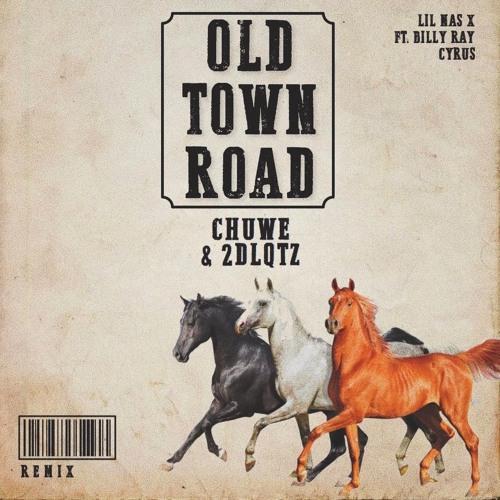 OLD
TOWN
ROAD
LIL NAS X
FT. BILLY RAY
CYRUS
CHUWE
& 2DLQTZ
REMIX